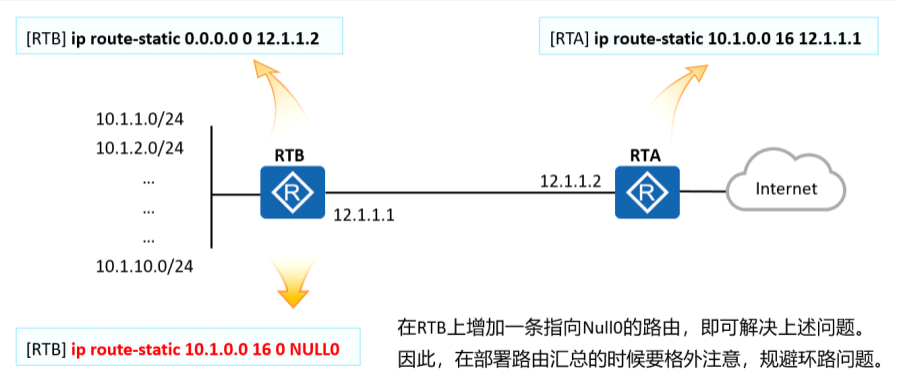 [RTB] ip route-static 0.0.0.0 0 12.1.1.2
[RTA] ip route-static 10.1.0.0 16 12.1.1.1
10.1.1.0/24
10.1.2.0/24
...
...
...
10.1.10.0/24
RTB
R
12.1.1.1
12.1.1.2
RTA
R
Internet
[RTB] ip route-static 10.1.0.0 16 0 NULL0
在RTB上增加一条指向Null0的路由，即可解决上述问题。
因此，在部署路由汇总的时候要格外注意，规避环路问题。